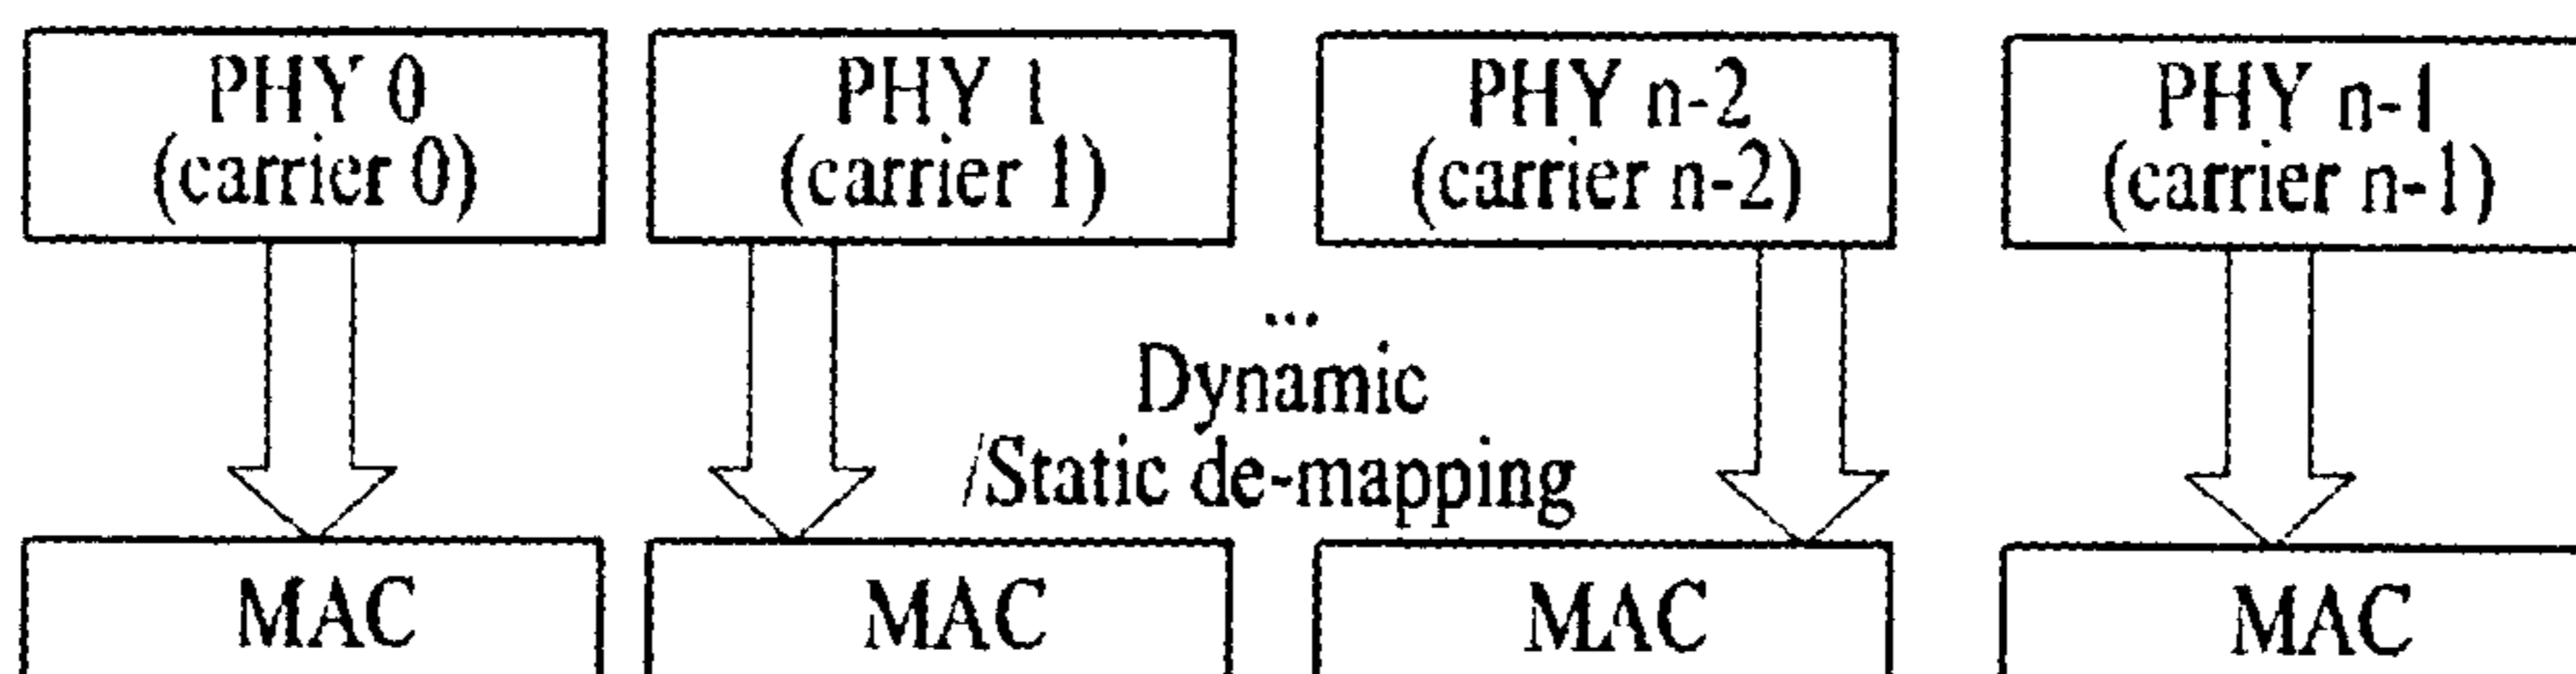 PHY 0
(carrier 0)
PHY 1
(carrier 1)
PHY n-2
(carrier n-2)
PHY n-1
(carrier n-1)
...
Dynamic
/Static de-mapping
MAC
MAC
MAC
MAC